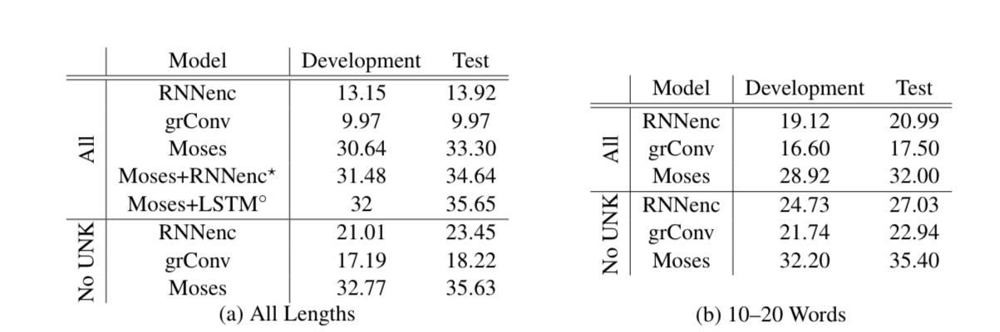 Model Development Test
All
RNNenc 13.15 13.92
grConv 9.97 9.97
Moses 30.64 33.30
Moses+RNNenc⋆ 31.48 34.64
Moses+LSTM° 32 35.65
No UNK
RNNenc 21.01 23.45
grConv 17.19 18.22
Moses 32.77 35.63
(a) All Lengths
Model Development Test
All
RNNenc 19.12 20.99
grConv 16.60 17.50
Moses 28.92 32.00
No UNK
RNNenc 24.73 27.03
grConv 21.74 22.94
Moses 32.20 35.40
(b) 10–20 Words